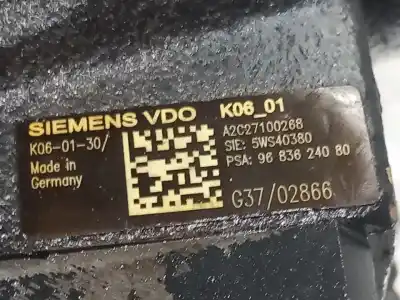 SIEMENS VDO K06_01
K06-01-30/ A2C27100268
Made in SIE: 5WS40380
Germany PSA: 96 836 240 80
G37/02866